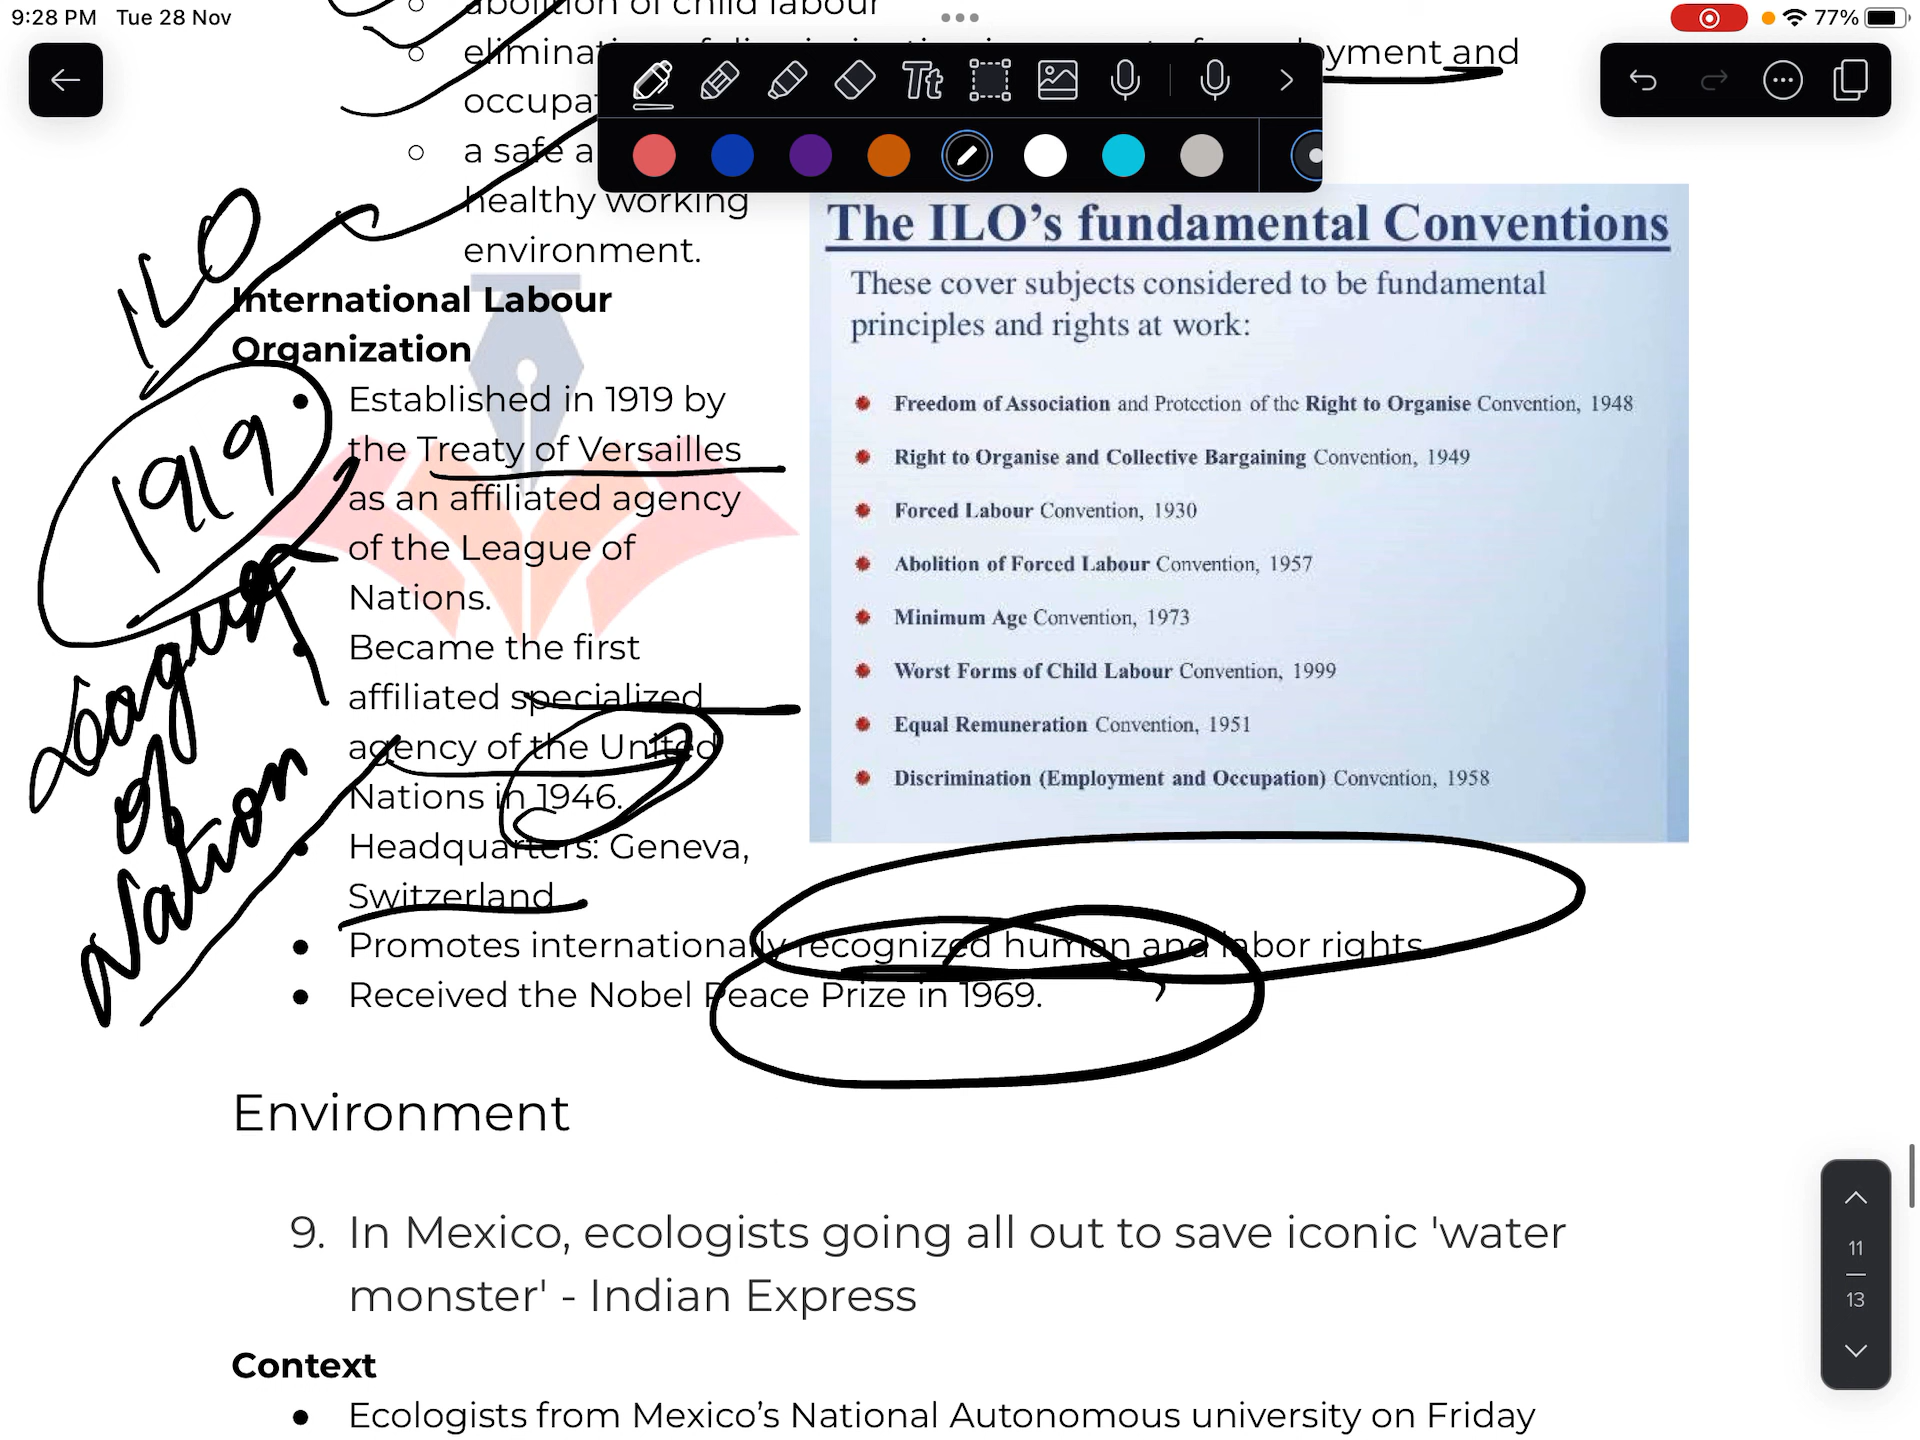 9:28 PM Tue 28 Nov
77%
abolition of child labour
yment and
occupat
Tt
a safe a
healthy working
environment.
ILO
International Labour
Organization
1919
Established in 1919 by
the Treaty of Versailles
as an affiliated agency
of the League of
Nations.
Became the first
affiliated specialized
agency of the United
Nations in 1946.
Headquarters: Geneva,
Switzerland
of
Nation
The ILO’s fundamental Conventions
These cover subjects considered to be fundamental
principles and rights at work:
Freedom of Association and Protection of the Right to Organise Convention, 1948
Right to Organise and Collective Bargaining Convention, 1949
Forced Labour Convention, 1930
Abolition of Forced Labour Convention, 1957
Minimum Age Convention, 1973
Worst Forms of Child Labour Convention, 1999
Equal Remuneration Convention, 1951
Discrimination (Employment and Occupation) Convention, 1958
Promotes internationally recognized human and labor rights
Received the Nobel Peace Prize in 1969.
Environment
9. In Mexico, ecologists going all out to save iconic 'water
monster' - Indian Express
Context
Ecologists from Mexico’s National Autonomous university on Friday
11
13